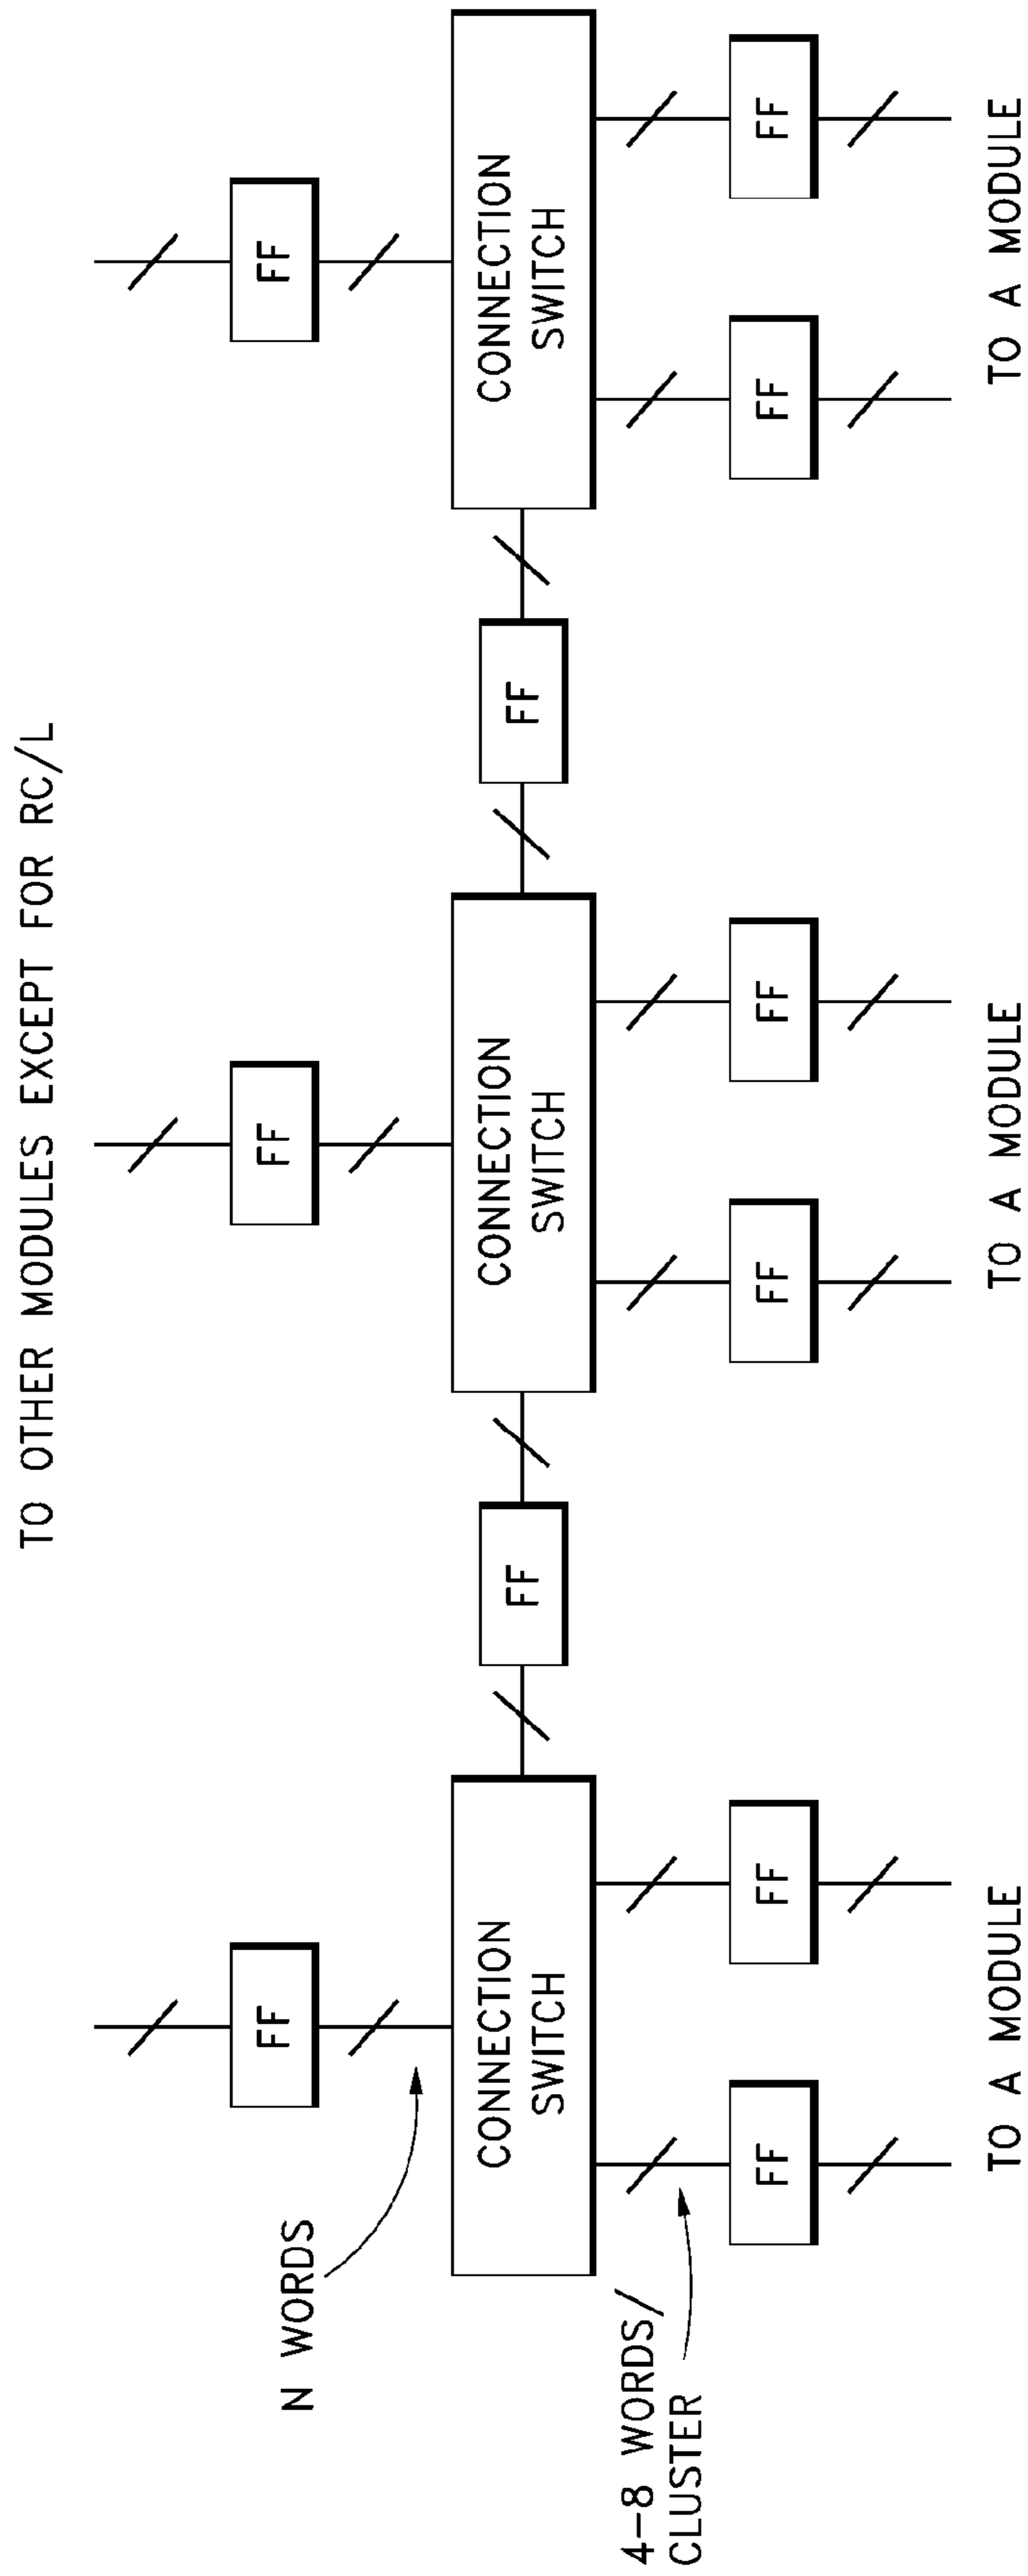 TO OTHER MODULES EXCEPT FOR RC/L
FF
FF
FF
N WORDS
CONNECTION
SWITCH
FF
CONNECTION
SWITCH
FF
CONNECTION
SWITCH
4-8 WORDS/
CLUSTER
FF
FF
FF
FF
FF
FF
TO A MODULE
TO A MODULE
TO A MODULE